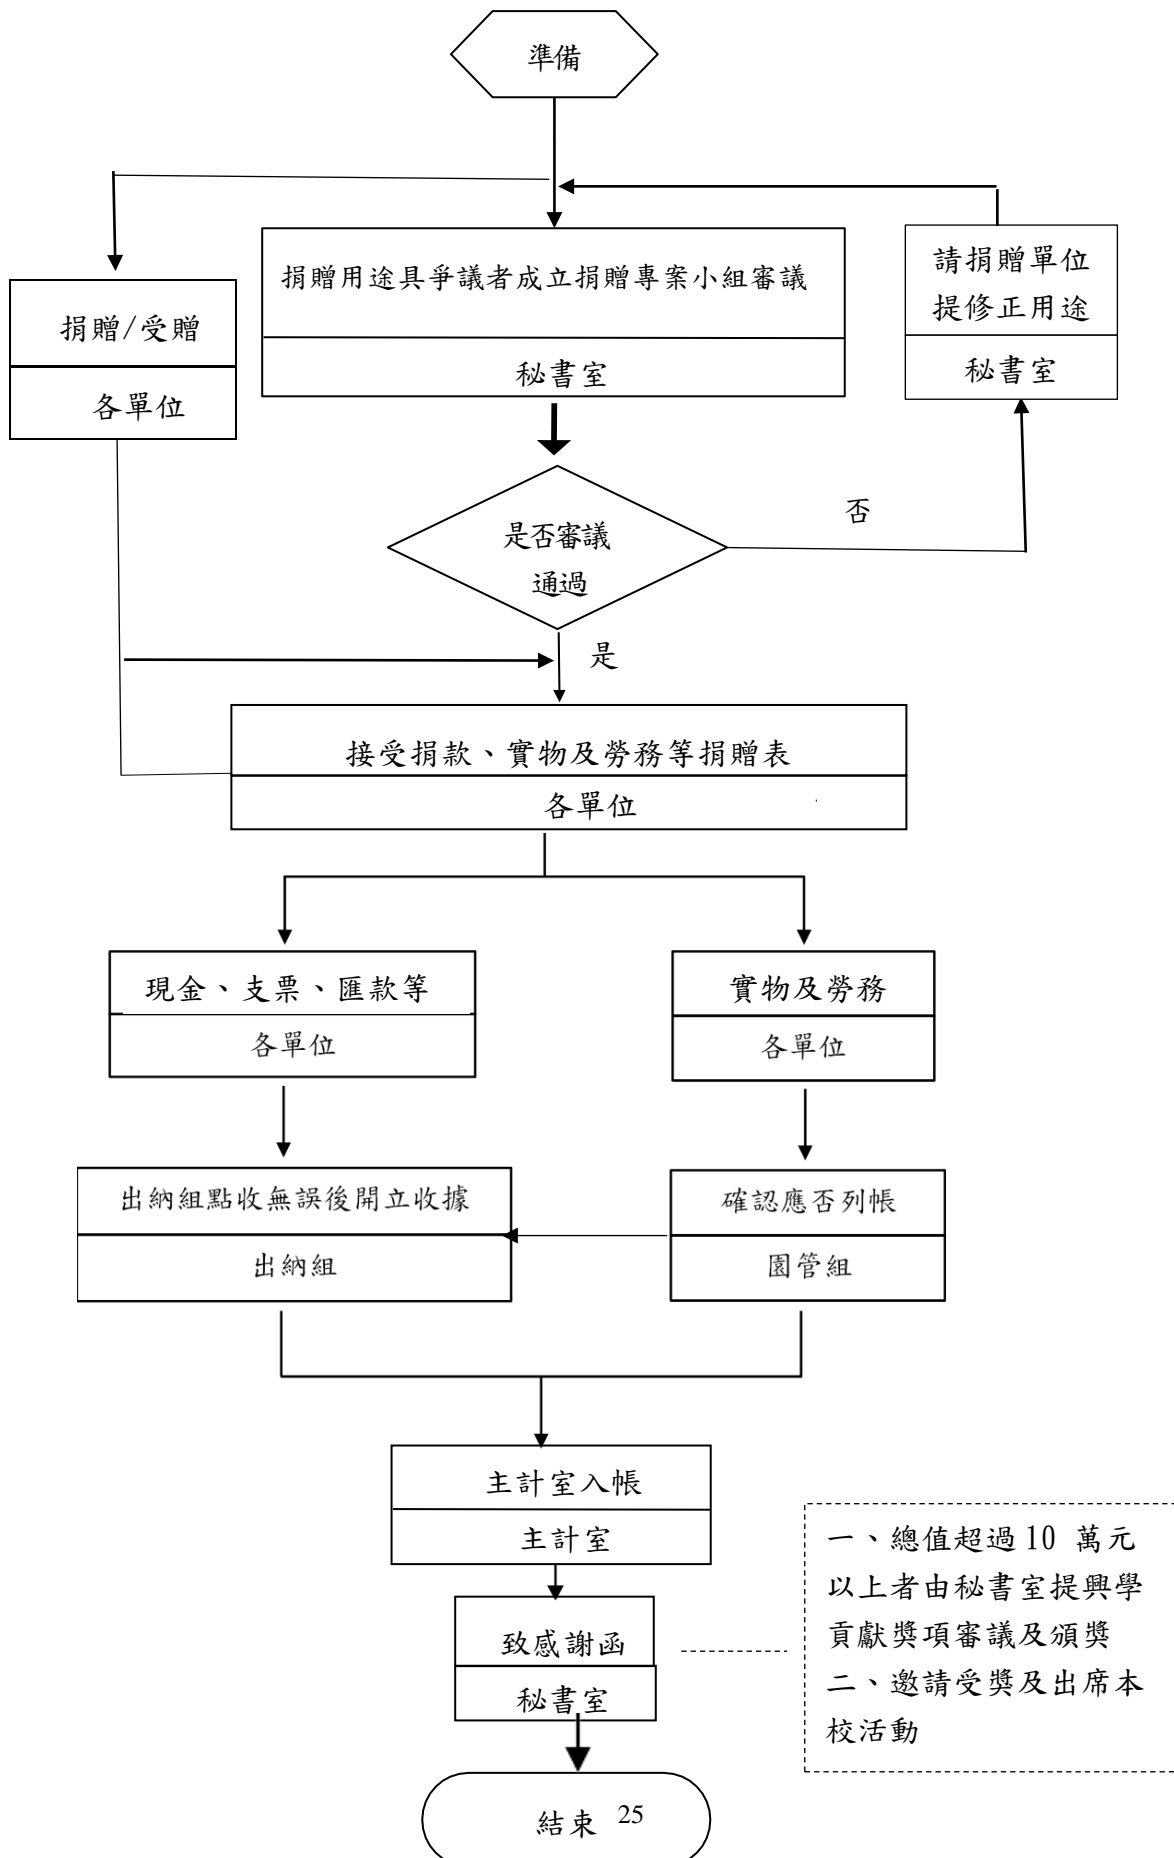 準備
捐贈用途具爭議者成立捐贈專案小組審議
秘書室
請捐贈單位
提修正用途
秘書室
捐贈/受贈
各單位
是否審議
通過
否
是
接受捐款、實物及勞務等捐贈表
各單位
現金、支票、匯款等
各單位
實物及勞務
各單位
出納組點收無誤後開立收據
出納組
確認應否列帳
園管組
主計室入帳
主計室
致感謝函
秘書室
一、總值超過10 萬元
以上者由秘書室提興學
貢獻獎項審議及頒獎
二、邀請受獎及出席本
校活動
結束
25